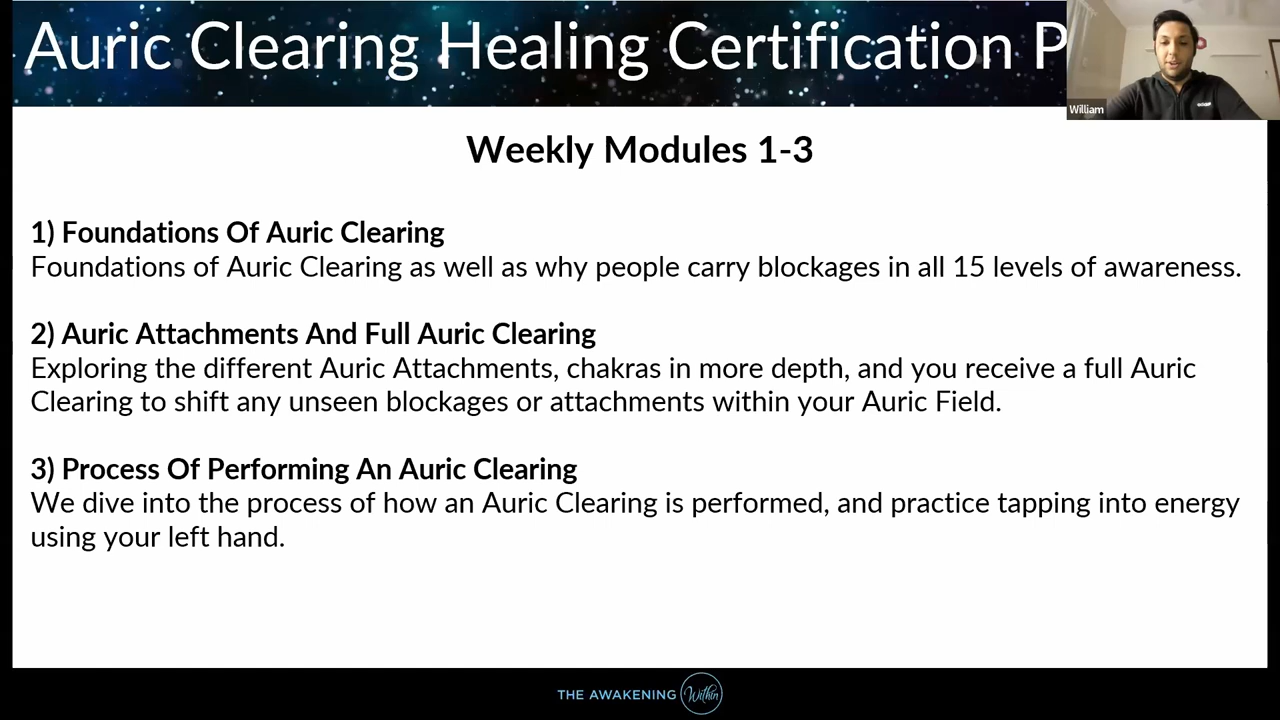 Auric Clearing Healing Certification P
William
Weekly Modules 1-3
1) Foundations Of Auric Clearing
Foundations of Auric Clearing as well as why people carry blockages in all 15 levels of awareness.
2) Auric Attachments And Full Auric Clearing
Exploring the different Auric Attachments, chakras in more depth, and you receive a full Auric
Clearing to shift any unseen blockages or attachments within your Auric Field.
3) Process Of Performing An Auric Clearing
We dive into the process of how an Auric Clearing is performed, and practice tapping into energy
using your left hand.
THE AWAKENING Within